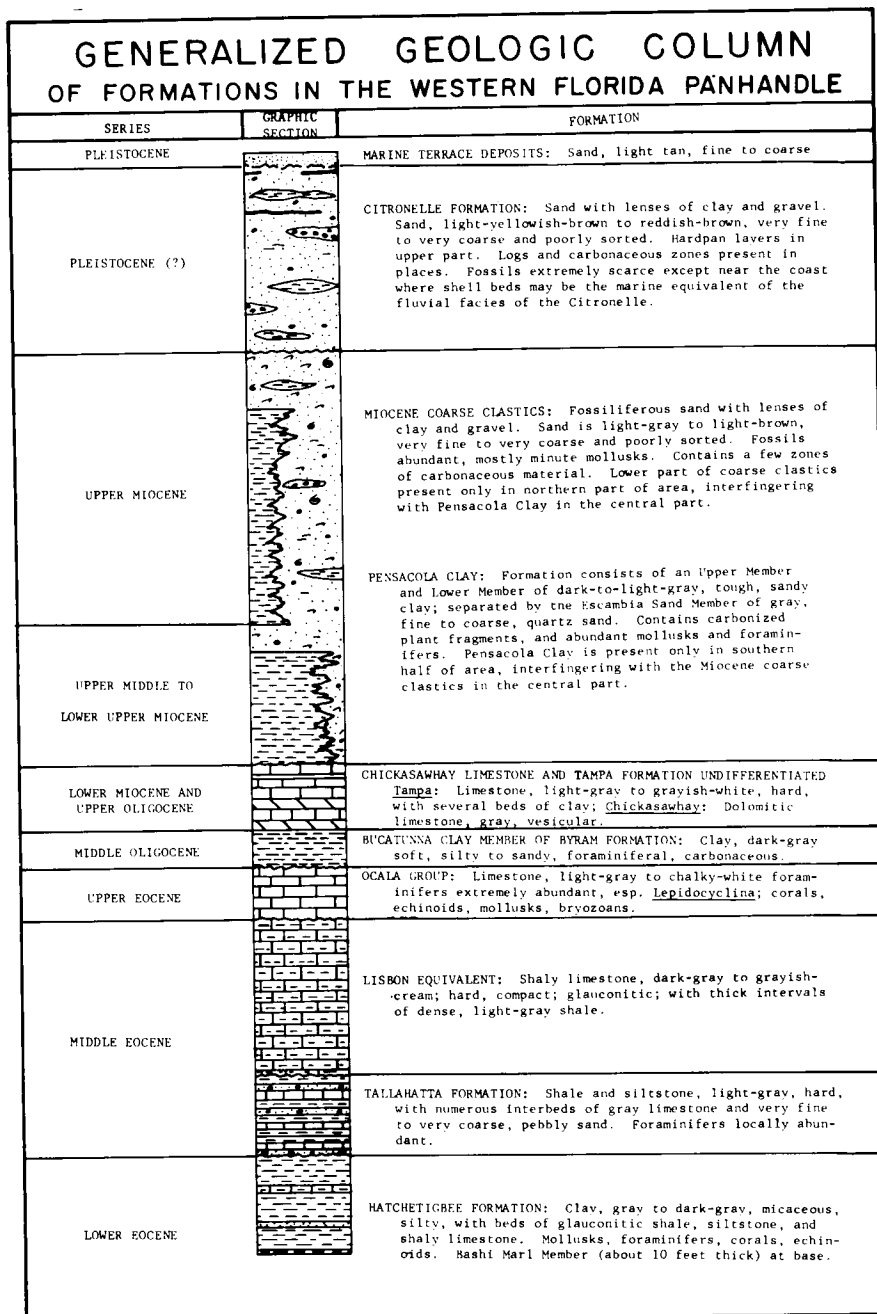 GENERALIZED GEOLOGIC COLUMN
OF FORMATIONS IN THE WESTERN FLORIDA PANHANDLE
SERIES
GRAPHIC
SECTION
FORMATION
PLEISTOCENE
MARINE TERRACE DEPOSITS: Sand, light tan, fine to coarse
PLEISTOCENE (?)
CITRONELLE FORMATION: Sand with lenses of clay and gravel.
Sand, light-yellowish-brown to reddish-brown, very fine
to very coarse and poorly sorted. Hardpan layers in
upper part. Logs and carbonaceous zones present in
places. Fossils extremely scarce except near the coast
where shell beds may be the marine equivalent of the
fluvial facies of the Citronelle.
UPPER MIOCENE
MIOCENE COARSE CLASTICS: Fossiliferous sand with lenses of
clay and gravel. Sand is light-gray to light-brown,
very fine to very coarse and poorly sorted. Fossils
abundant, mostly minute mollusks. Contains a few zones
of carbonaceous material. Lower part of coarse clastics
present only in northern part of area, interfingering
with Pensacola Clay in the central part.
PENSACOLA CLAY: Formation consists of an Upper Member
and Lower Member of dark-to-light-gray, tough, sandy
clay; separated by the Escambia Sand Member of gray,
fine to coarse, quartz sand. Contains carbonized
plant fragments, and abundant mollusks and foramin-
ifers. Pensacola Clay is present only in southern
half of area, interfingering with the Miocene coarse
clastics in the central part.
UPPER MIDDLE TO
LOWER UPPER MIOCENE
LOWER MIOCENE AND
UPPER OLIGOCENE
CHICKASAWHAY LIMESTONE AND TAMPA FORMATION UNDIFFERENTIATED
Tampa: Limestone, light-gray to grayish-white, hard,
with several beds of clay; Chickasawhay: Dolomitic
limestone, gray, vesicular.
MIDDLE OLIGOCENE
BUCATUNNA CLAY MEMBER OF BYRAM FORMATION: Clay, dark-gray
soft, silty to sandy, foraminiferal, carbonaceous.
UPPER EOCENE
OCALA GROUP: Limestone, light-gray to chalky-white foram-
inifers extremely abundant, esp. Lepidocyclina; corals,
echinoids, mollusks, bryozoans.
MIDDLE EOCENE
LISBON EQUIVALENT: Shaly limestone, dark-gray to grayish-
cream; hard, compact; glauconitic; with thick intervals
of dense, light-gray shale.
TALLAHATTA FORMATION: Shale and siltstone, light-gray, hard,
with numerous interbeds of gray limestone and very fine
to very coarse, pebbly sand. Foraminifers locally abun-
dant.
LOWER EOCENE
HATCHETIGBEE FORMATION: Clay, gray to dark-gray, micaceous,
silty, with beds of glauconitic shale, siltstone, and
shaly limestone. Mollusks, foraminifers, corals, echin-
oids. Bashi Marl Member (about 10 feet thick) at base.